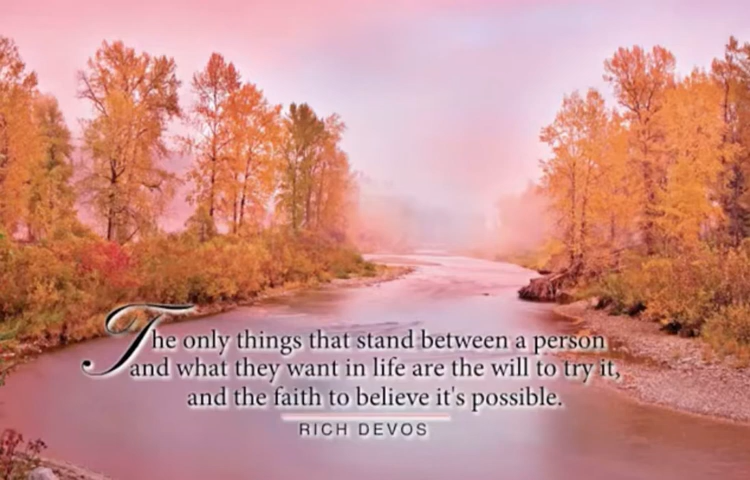 The only things that stand between a person
and what they want in life are the will to try it,
and the faith to believe it's possible.
RICH DEVOS